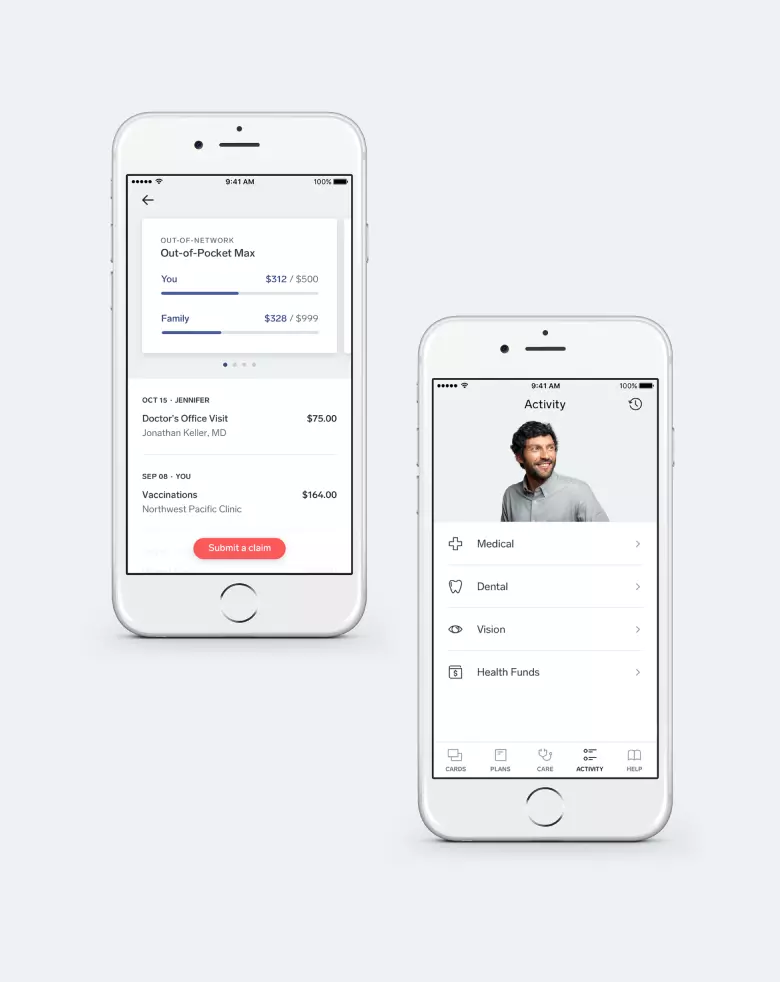 9:41 AM
100%
OUT-OF-NETWORK
Out-of-Pocket Max
You $312 / $500
Family $328 / $999
OCT 15 · JENNIFER
Doctor's Office Visit $75.00
Jonathan Keller, MD
SEP 08 · YOU
Vaccinations $164.00
Northwest Pacific Clinic
Submit a claim
9:41 AM
100%
Activity
Medical
Dental
Vision
$
Health Funds
CARDS PLANS CARE ACTIVITY HELP